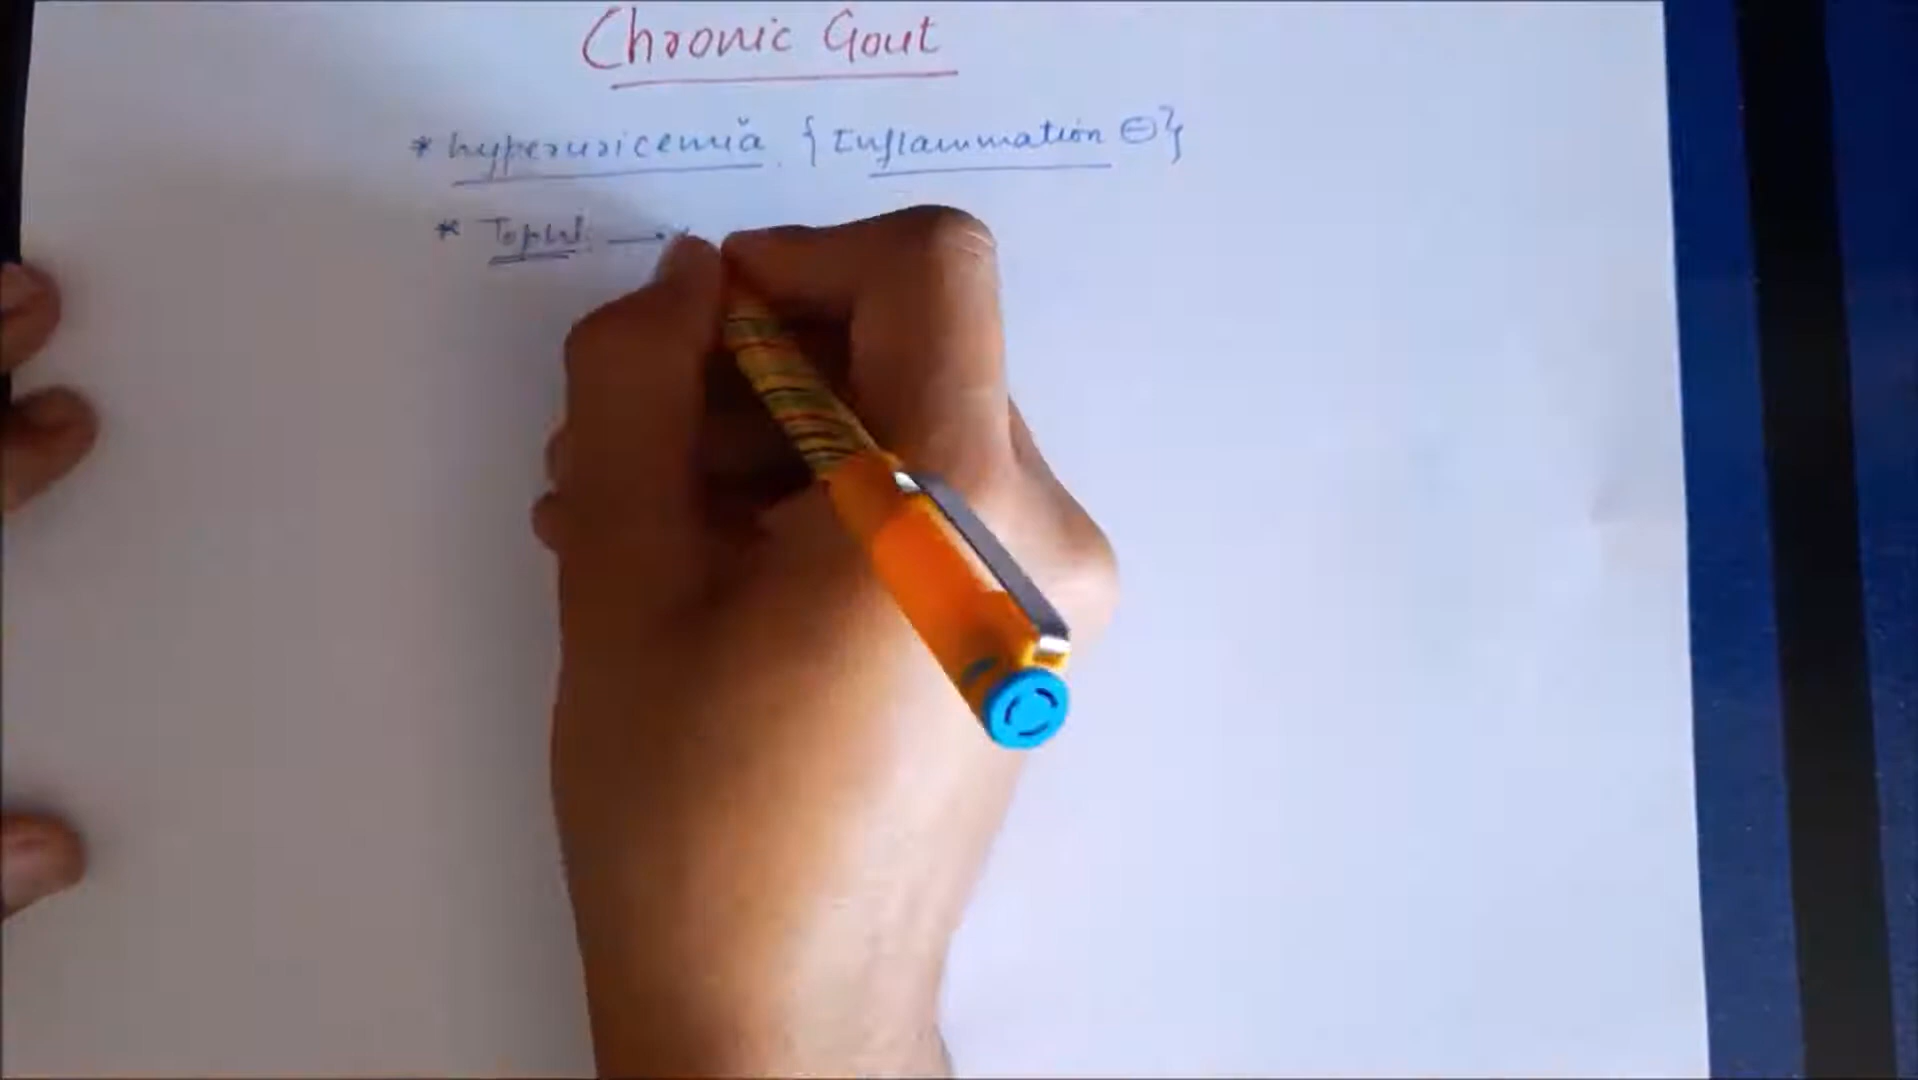 Chronic Gout
* hyperuricemia. { Inflammation ⊖ }
* Tophi →